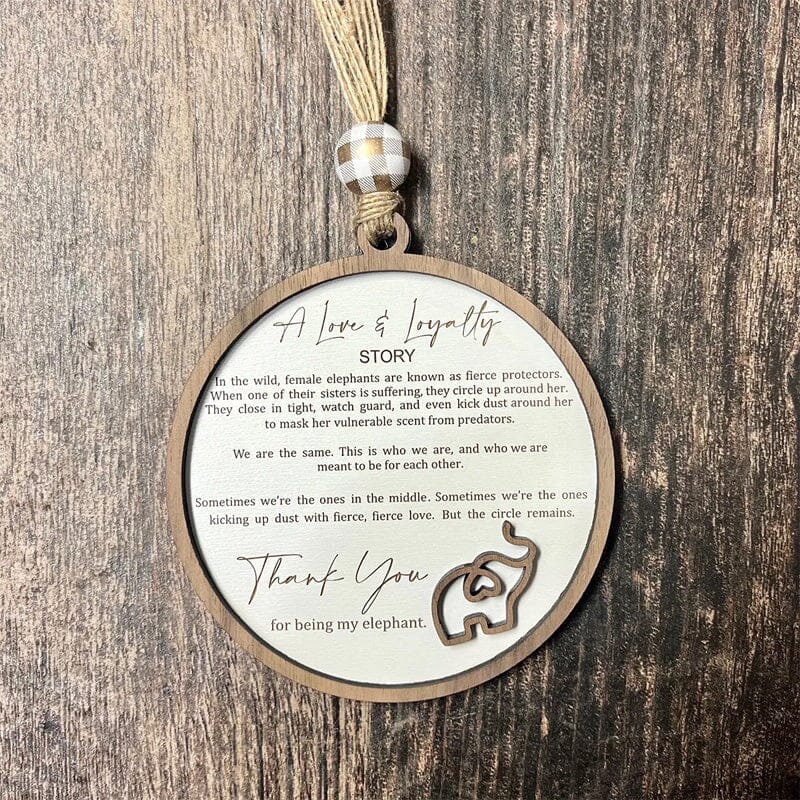 A Love & Loyalty
STORY
In the wild, female elephants are known as fierce protectors.
When one of their sisters is suffering, they circle up around her.
They close in tight, watch guard, and even kick dust around her
to mask her vulnerable scent from predators.
We are the same. This is who we are, and who we are
meant to be for each other.
Sometimes we're the ones in the middle. Sometimes we're the ones
kicking up dust with fierce, fierce love. But the circle remains.
Thank You
for being my elephant.